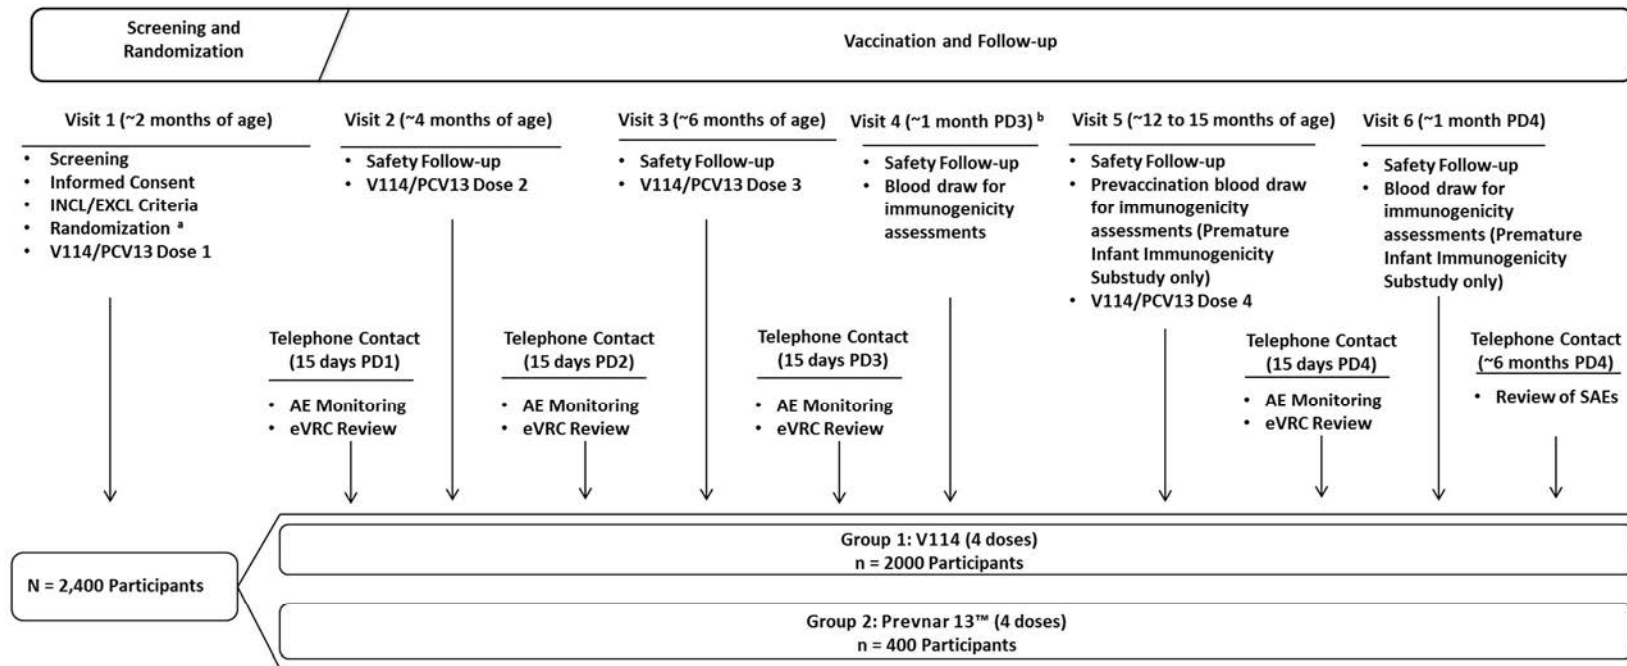 Screening and
Randomization
Vaccination and Follow-up
Visit 1 (~2 months of age)
• Screening
• Informed Consent
• INCL/EXCL Criteria
• Randomization ᵃ
• V114/PCV13 Dose 1
Visit 2 (~4 months of age)
• Safety Follow-up
• V114/PCV13 Dose 2
Visit 3 (~6 months of age)
• Safety Follow-up
• V114/PCV13 Dose 3
Visit 4 (~1 month PD3) ᵇ
• Safety Follow-up
• Blood draw for
immunogenicity
assessments
Visit 5 (~12 to 15 months of age)
• Safety Follow-up
• Prevaccination blood draw
for immunogenicity
assessments (Premature
Infant Immunogenicity
Substudy only)
• V114/PCV13 Dose 4
Visit 6 (~1 month PD4)
• Safety Follow-up
• Blood draw for
immunogenicity
assessments (Premature
Infant Immunogenicity
Substudy only)
Telephone Contact
(15 days PD1)
• AE Monitoring
• eVRC Review
Telephone Contact
(15 days PD2)
• AE Monitoring
• eVRC Review
Telephone Contact
(15 days PD3)
• AE Monitoring
• eVRC Review
Telephone Contact
(15 days PD4)
• AE Monitoring
• eVRC Review
Telephone Contact
(~6 months PD4)
• Review of SAEs
N = 2,400 Participants
Group 1: V114 (4 doses)
n = 2000 Participants
Group 2: Prevnar 13™ (4 doses)
n = 400 Participants